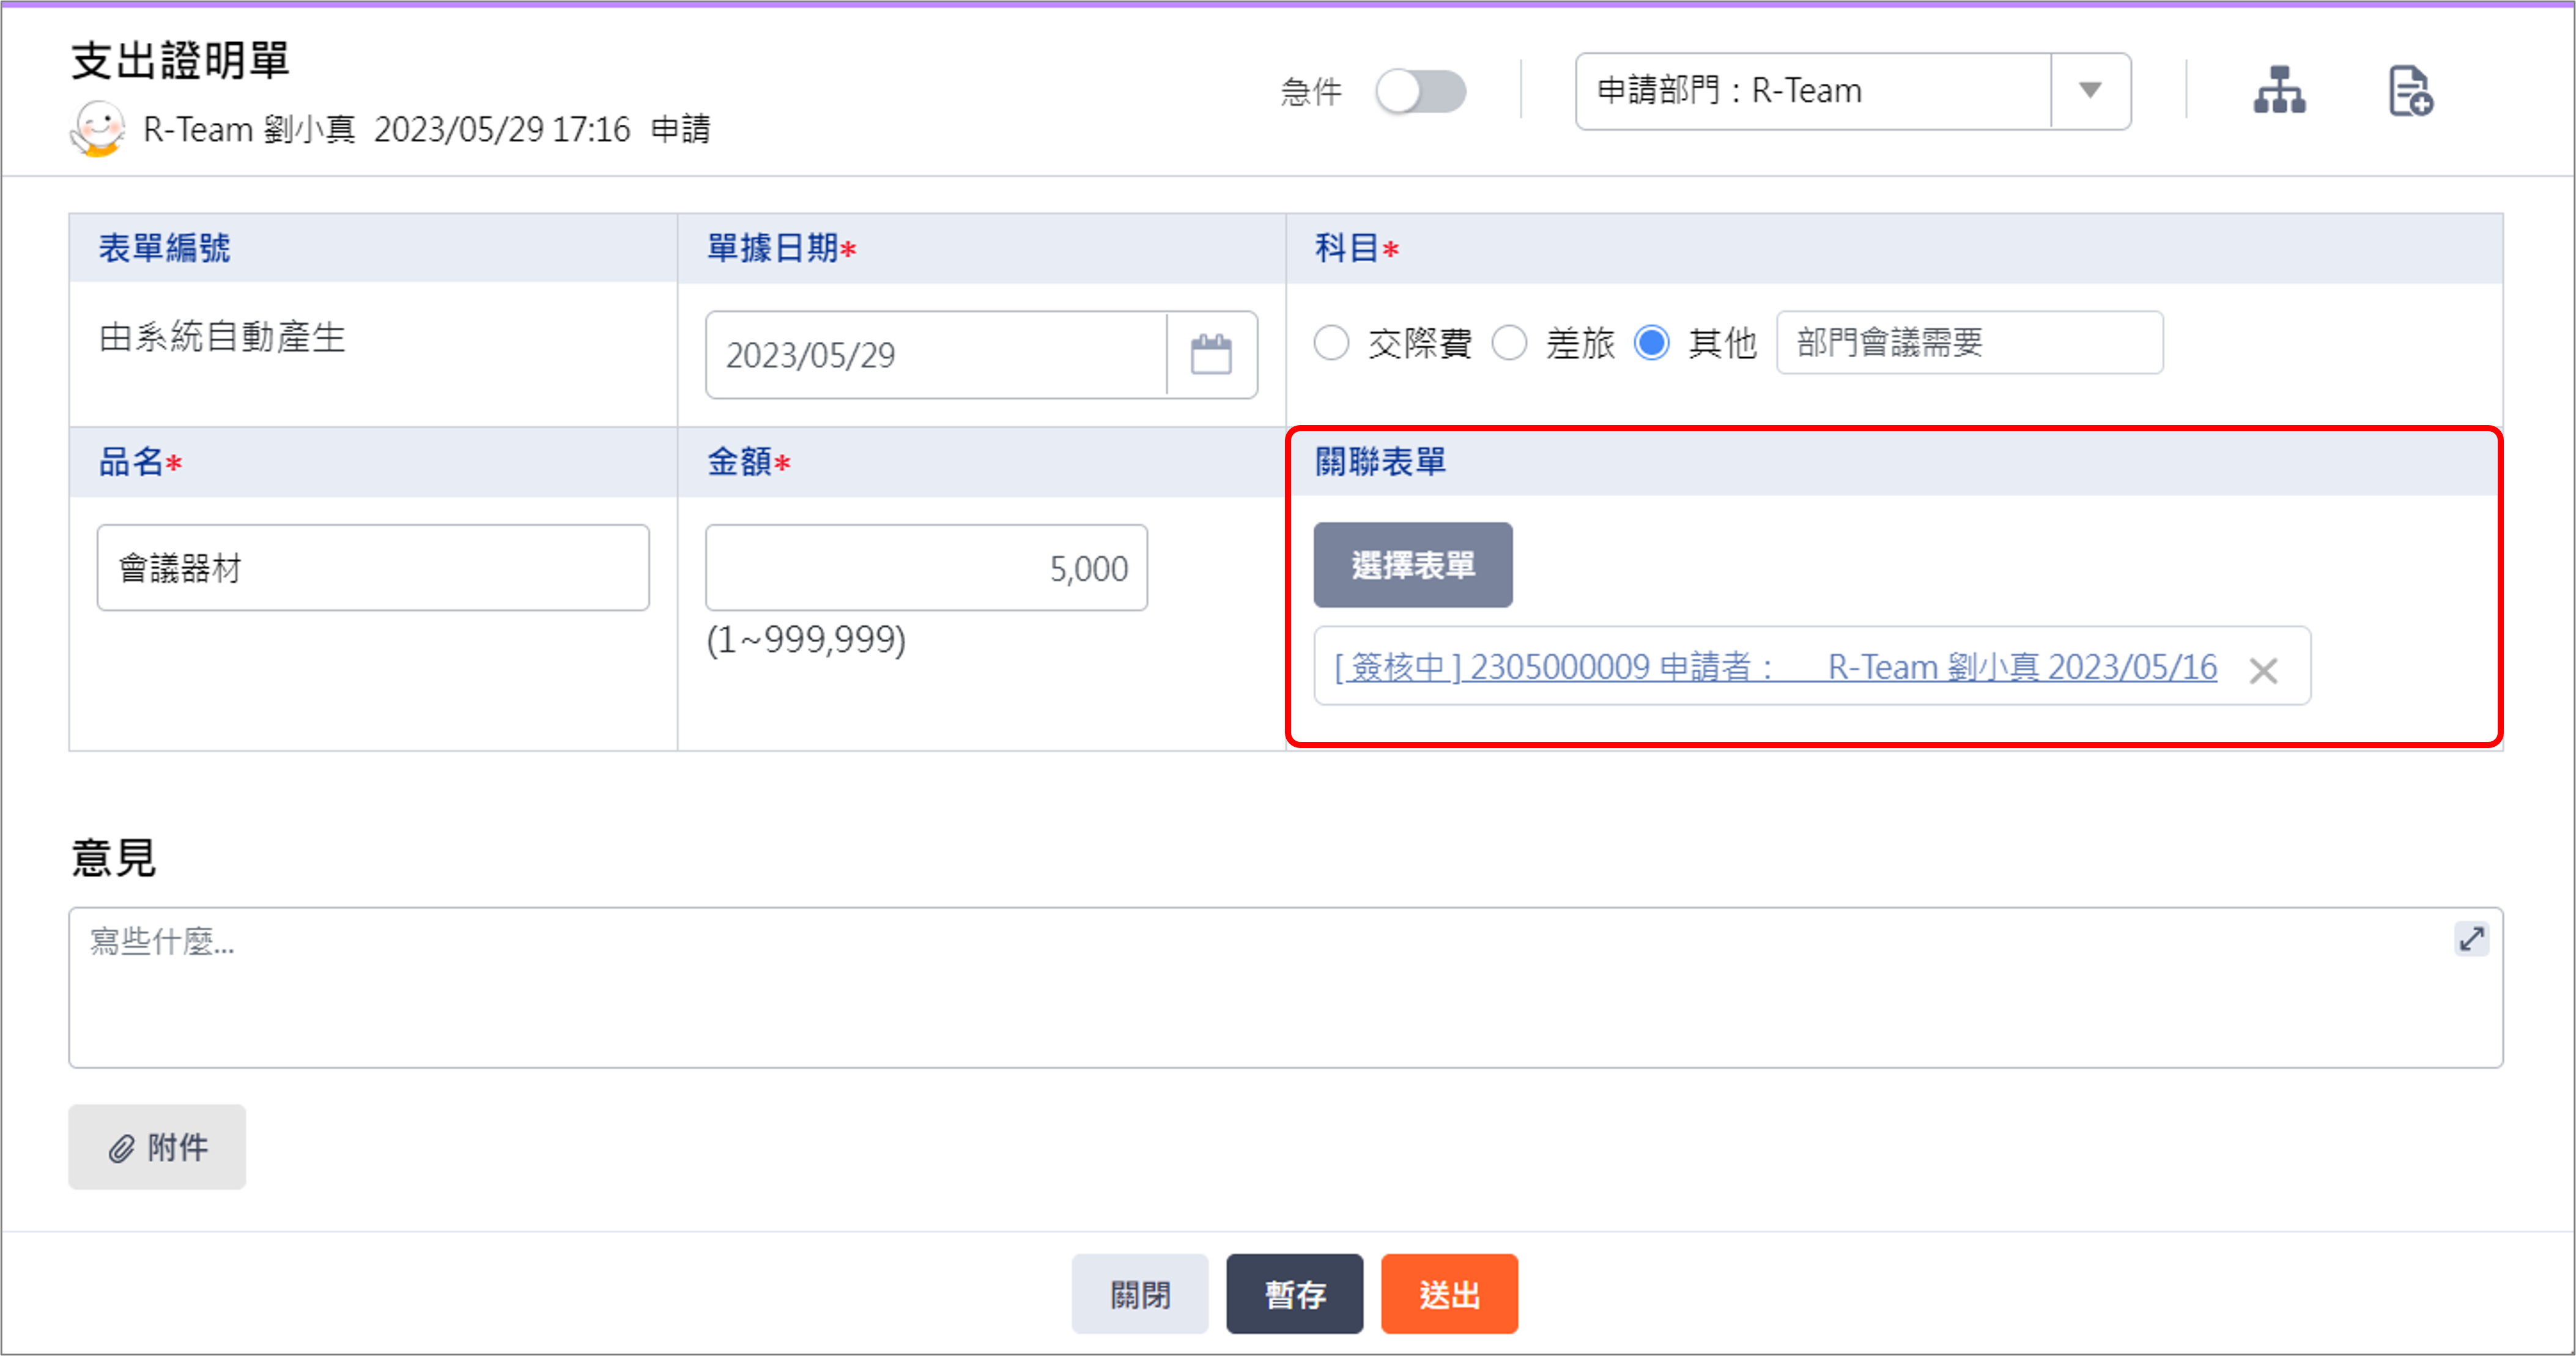 支出證明單
R-Team 劉小真 2023/05/29 17:16 申請
急件
申請部門：R-Team
表單編號
單據日期*
科目*
由系統自動產生
2023/05/29
交際費 差旅 其他 部門會議需要
品名*
金額*
關聯表單
會議器材
5,000
(1~999,999)
選擇表單
[ 簽核中 ] 2305000009 申請者： R-Team 劉小真 2023/05/16
意見
寫些什麼...
附件
關閉 暫存 送出